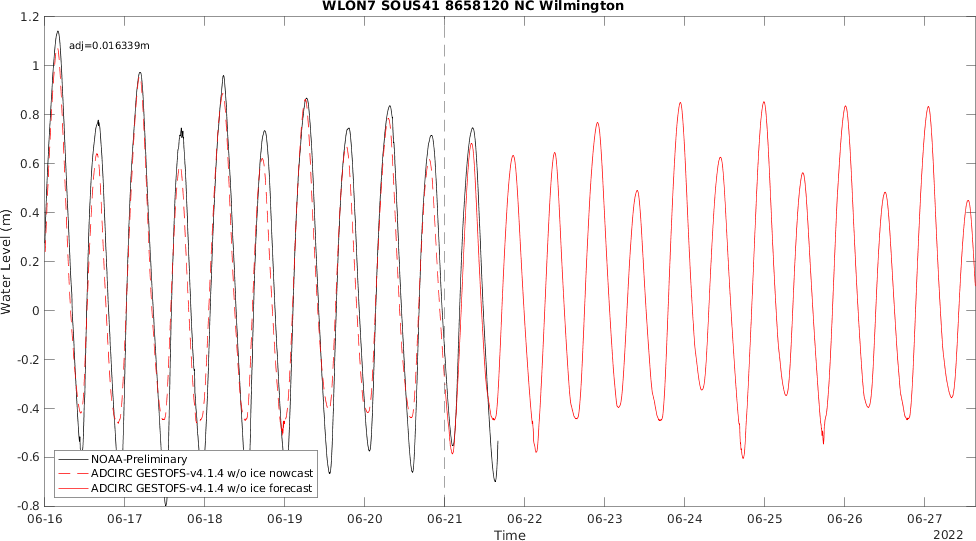 WLON7 SOUS41 8658120 NC Wilmington
adj=0.016339m
1.2
1
0.8
0.6
0.4
0.2
0
-0.2
-0.4
-0.6
-0.8
Water Level (m)
NOAA-Preliminary
ADCIRC GESTOFS-v4.1.4 w/o ice nowcast
ADCIRC GESTOFS-v4.1.4 w/o ice forecast
06-16 06-17 06-18 06-19 06-20 06-21 06-22 06-23 06-24 06-25 06-26 06-27
Time
2022